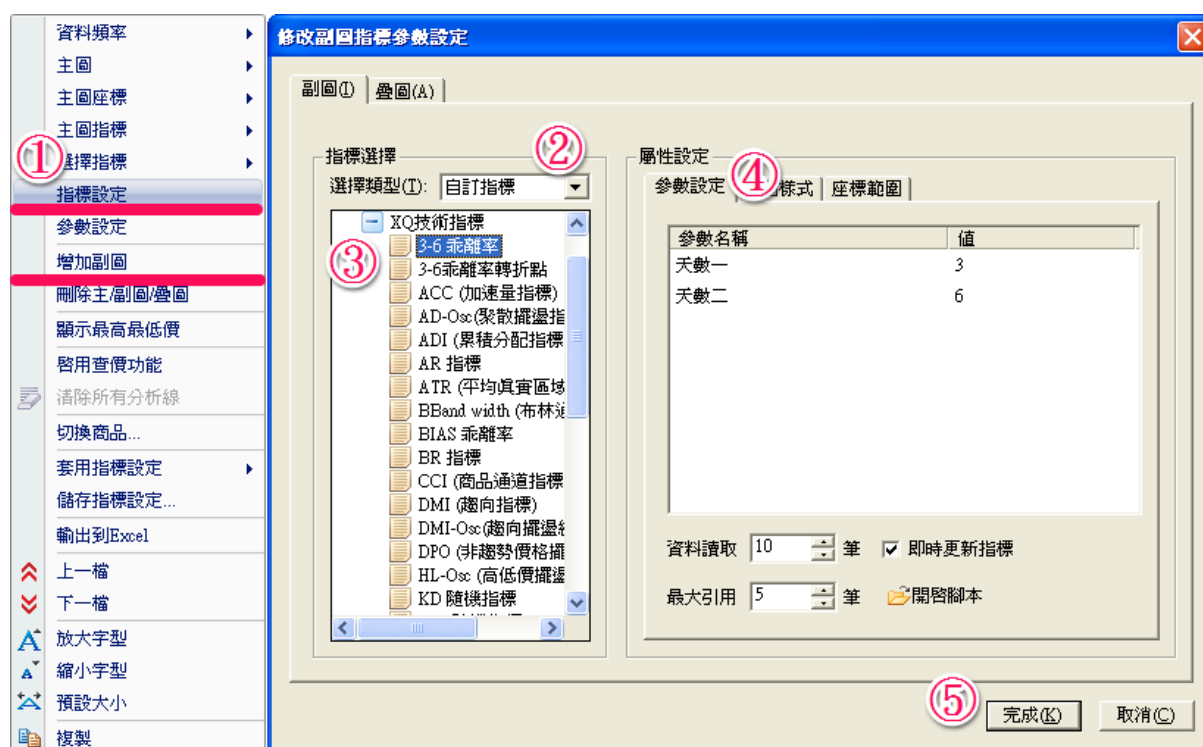 資料頻率
主圖
主圖座標
主圖指標
①
選擇指標
指標設定
參數設定
增加副圖
刪除主/副圖/疊圖
顯示最高最低價
啓用查價功能
清除所有分析線
切換商品...
套用指標設定
儲存指標設定...
輸出到Excel
上一檔
下一檔
放大字型
縮小字型
預設大小
複製
修改副圖指標參數設定
副圖(I) 疊圖(A)
指標選擇
②
選擇類型(T): 自訂指標
XQ技術指標
③
3-6 乖離率
3-6乖離率轉折點
ACC (加速量指標)
AD-Osc(聚散擺盪指
ADI (累積分配指標
AR 指標
ATR (平均真實區域
BBand width (布林通
BIAS 乖離率
BR 指標
CCI (商品通道指標
DMI (趨向指標)
DMI-Osc(趨向擺盪
DPO (非趨勢價格擺
HL-Osc (高低價擺盪
KD 隨機指標
屬性設定
參數設定 ④ 樣式 座標範圍
參數名稱 值
天數一 3
天數二 6
資料讀取 10 筆 即時更新指標
最大引用 5 筆 開啓腳本
⑤
完成(K) 取消(C)